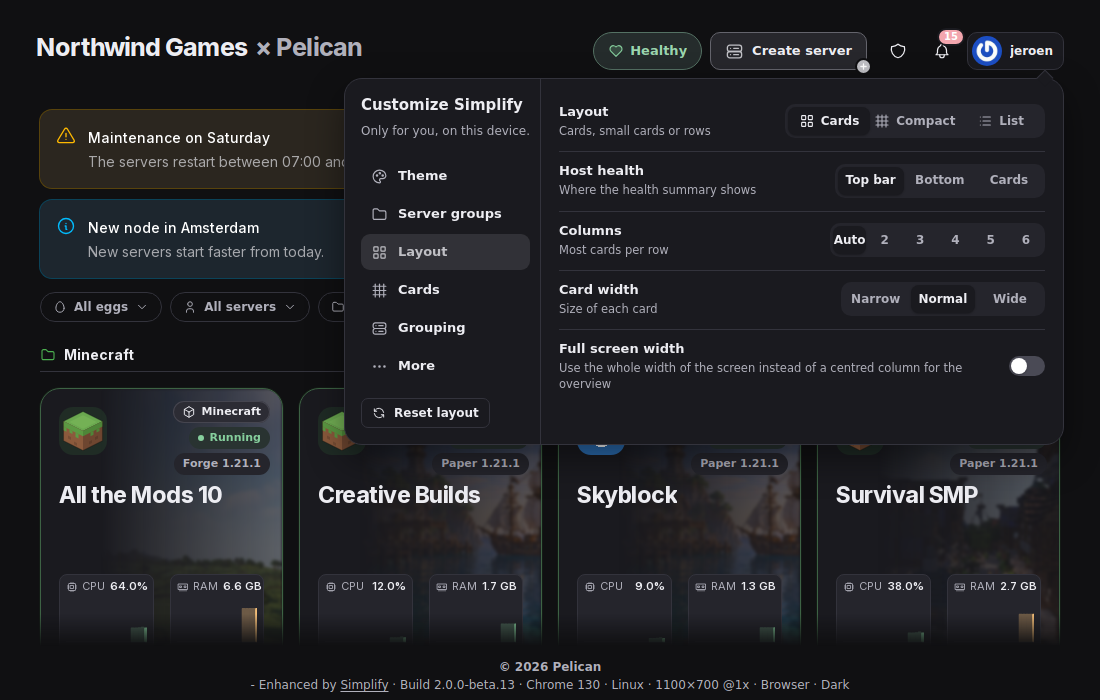 Northwind Games × Pelican
Healthy
Create server
15
jeroen
Maintenance on Saturday
The servers restart between 07:00 and
New node in Amsterdam
New servers start faster from today.
All eggs
All servers
Minecraft
Customize Simplify
Only for you, on this device.
Theme
Server groups
Layout
Cards
Grouping
More
Reset layout
Layout
Cards, small cards or rows
Cards
Compact
List
Host health
Where the health summary shows
Top bar
Bottom
Cards
Columns
Most cards per row
Auto 2 3 4 5 6
Card width
Size of each card
Narrow
Normal
Wide
Full screen width
Use the whole width of the screen instead of a centred column for the
overview
Minecraft
Running
Forge 1.21.1
All the Mods 10
CPU 64.0%
RAM 6.6 GB
Paper 1.21.1
Creative Builds
CPU 12.0%
RAM 1.7 GB
Paper 1.21.1
Skyblock
CPU 9.0%
RAM 1.3 GB
Paper 1.21.1
Survival SMP
CPU 38.0%
RAM 2.7 GB
© 2026 Pelican
- Enhanced by Simplify · Build 2.0.0-beta.13 · Chrome 130 · Linux · 1100×700 @1x · Browser · Dark